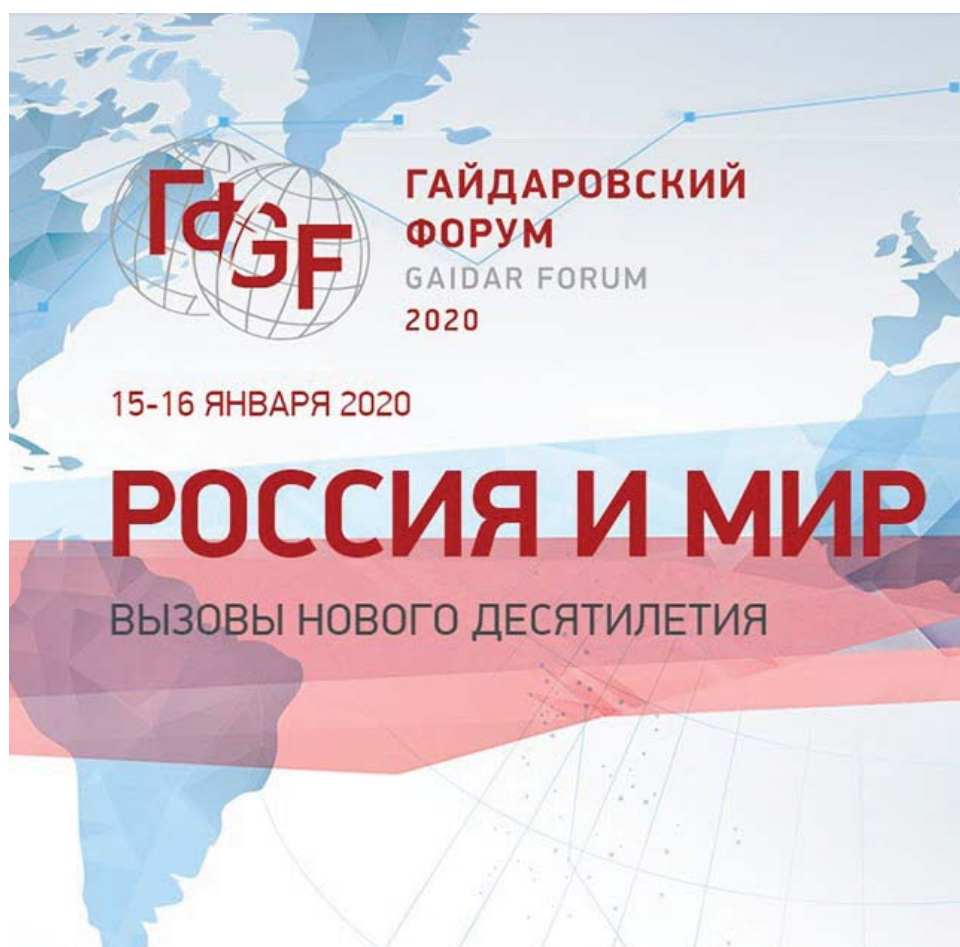 ГдGF
ГАЙДАРОВСКИЙ
ФОРУМ
GAIDAR FORUM
2020
15-16 ЯНВАРЯ 2020
РОССИЯ И МИР
ВЫЗОВЫ НОВОГО ДЕСЯТИЛЕТИЯ